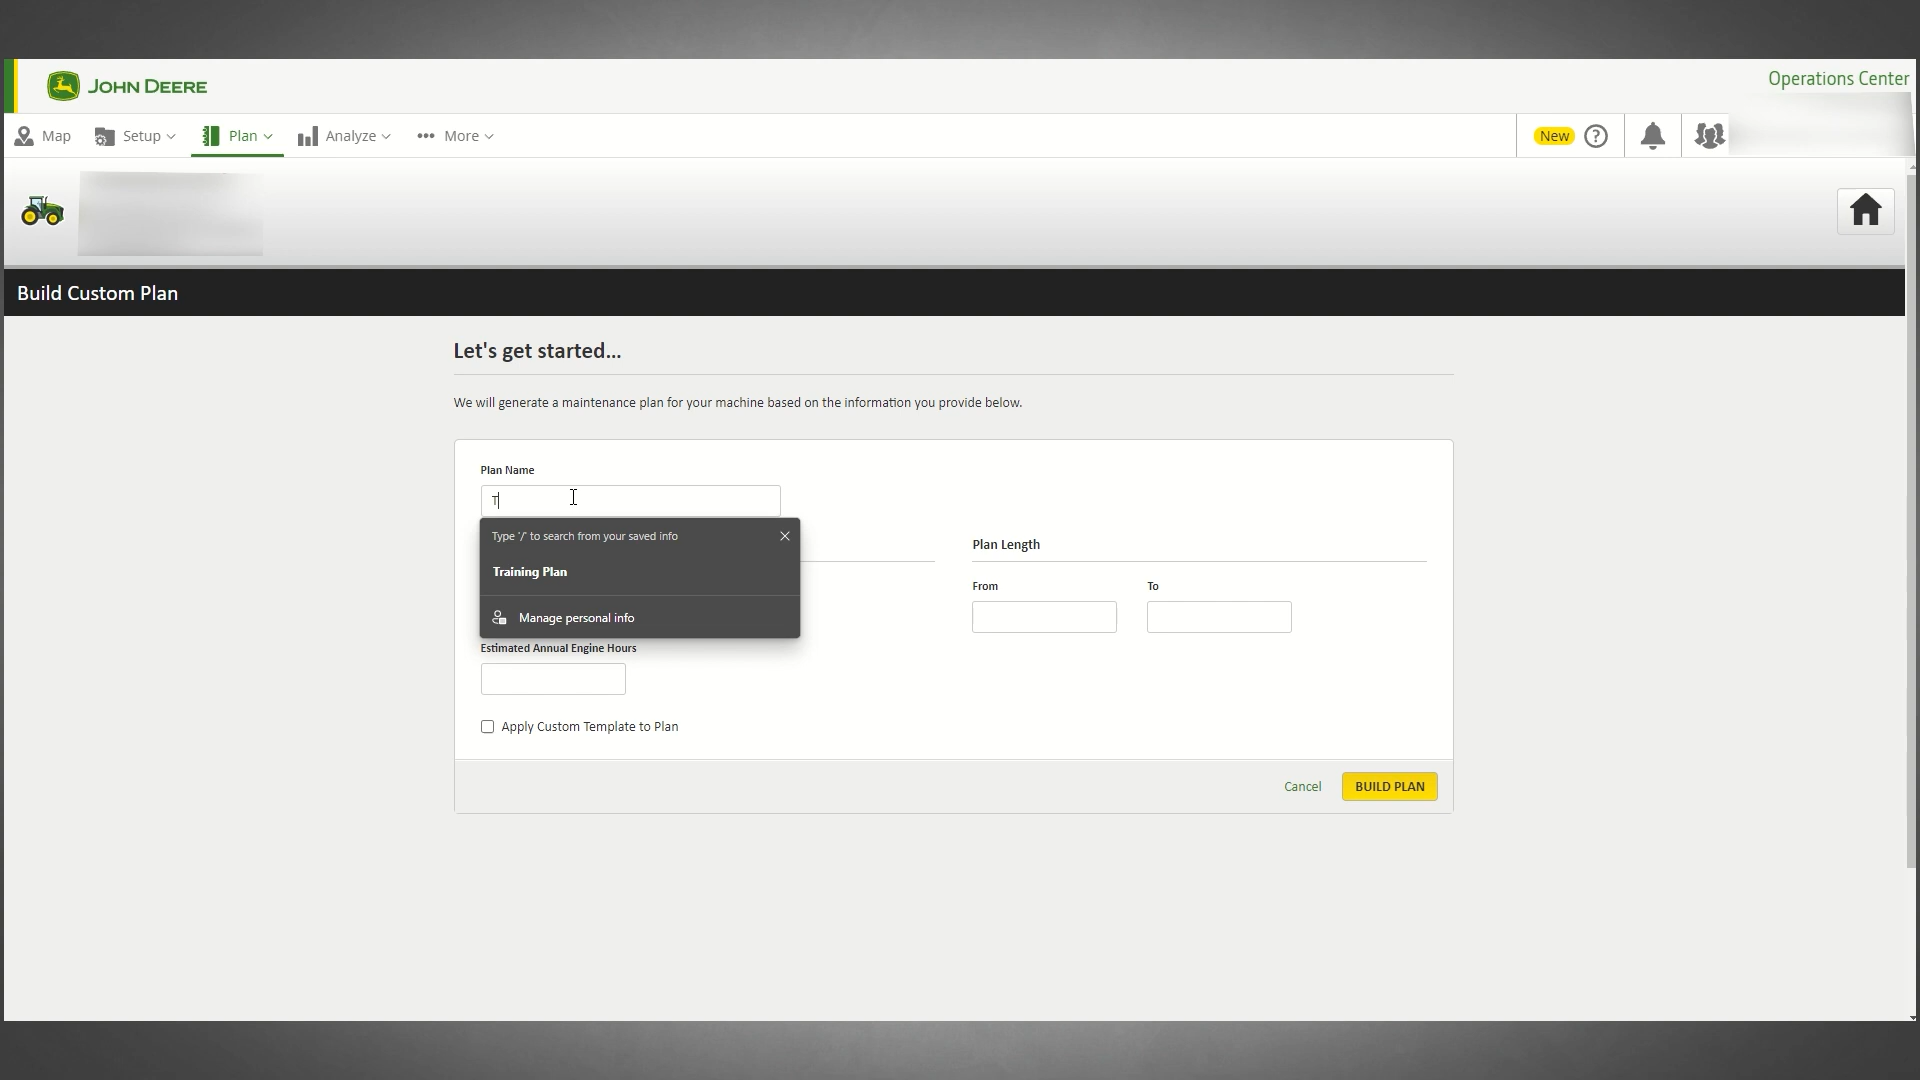 JOHN DEERE
Operations Center
Map
Setup
Plan
Analyze
More
New
?
Build Custom Plan
Let's get started...
We will generate a maintenance plan for your machine based on the information you provide below.
Plan Name
T
Type '/' to search from your saved info
Training Plan
Manage personal info
Estimated Annual Engine Hours
Plan Length
From
To
Apply Custom Template to Plan
Cancel
BUILD PLAN